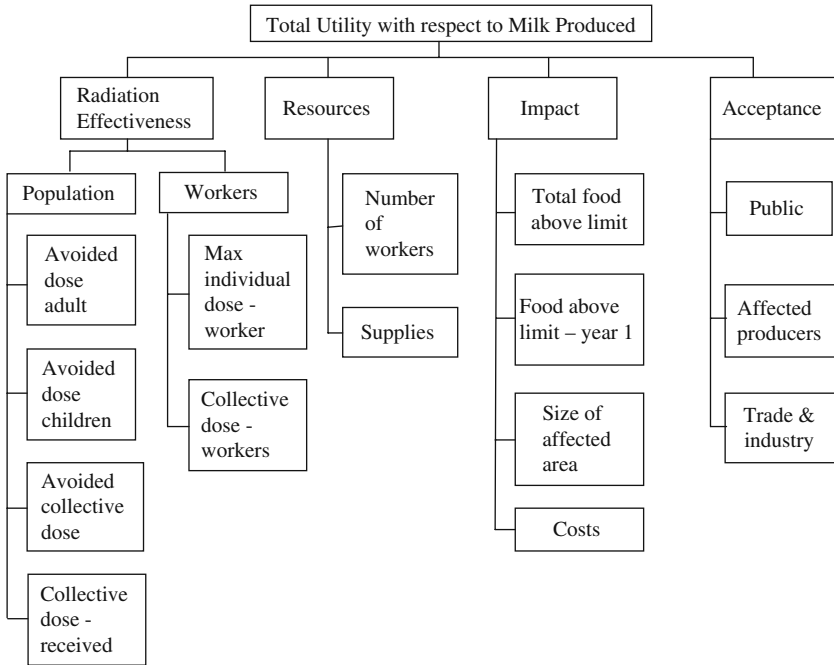 Total Utility with respect to Milk Produced
Radiation
Effectiveness
Resources
Impact
Acceptance
Population
Workers
Avoided
dose
adult
Avoided
dose
children
Avoided
collective
dose
Collective
dose -
received
Max
individual
dose -
worker
Collective
dose -
workers
Number
of
workers
Supplies
Total food
above limit
Food above
limit – year 1
Size of
affected
area
Costs
Public
Affected
producers
Trade &
industry